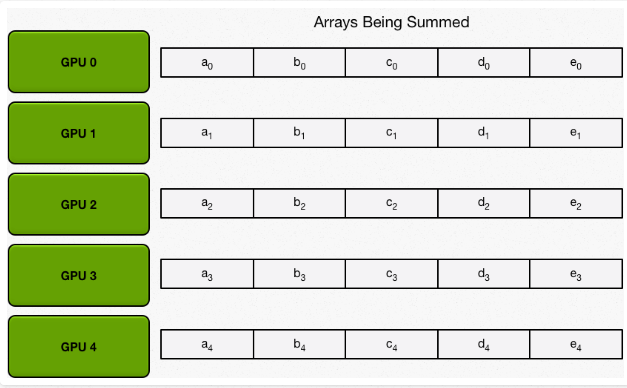 Arrays Being Summed
GPU 0 a₀ b₀ c₀ d₀ e₀
GPU 1 a₁ b₁ c₁ d₁ e₁
GPU 2 a₂ b₂ c₂ d₂ e₂
GPU 3 a₃ b₃ c₃ d₃ e₃
GPU 4 a₄ b₄ c₄ d₄ e₄